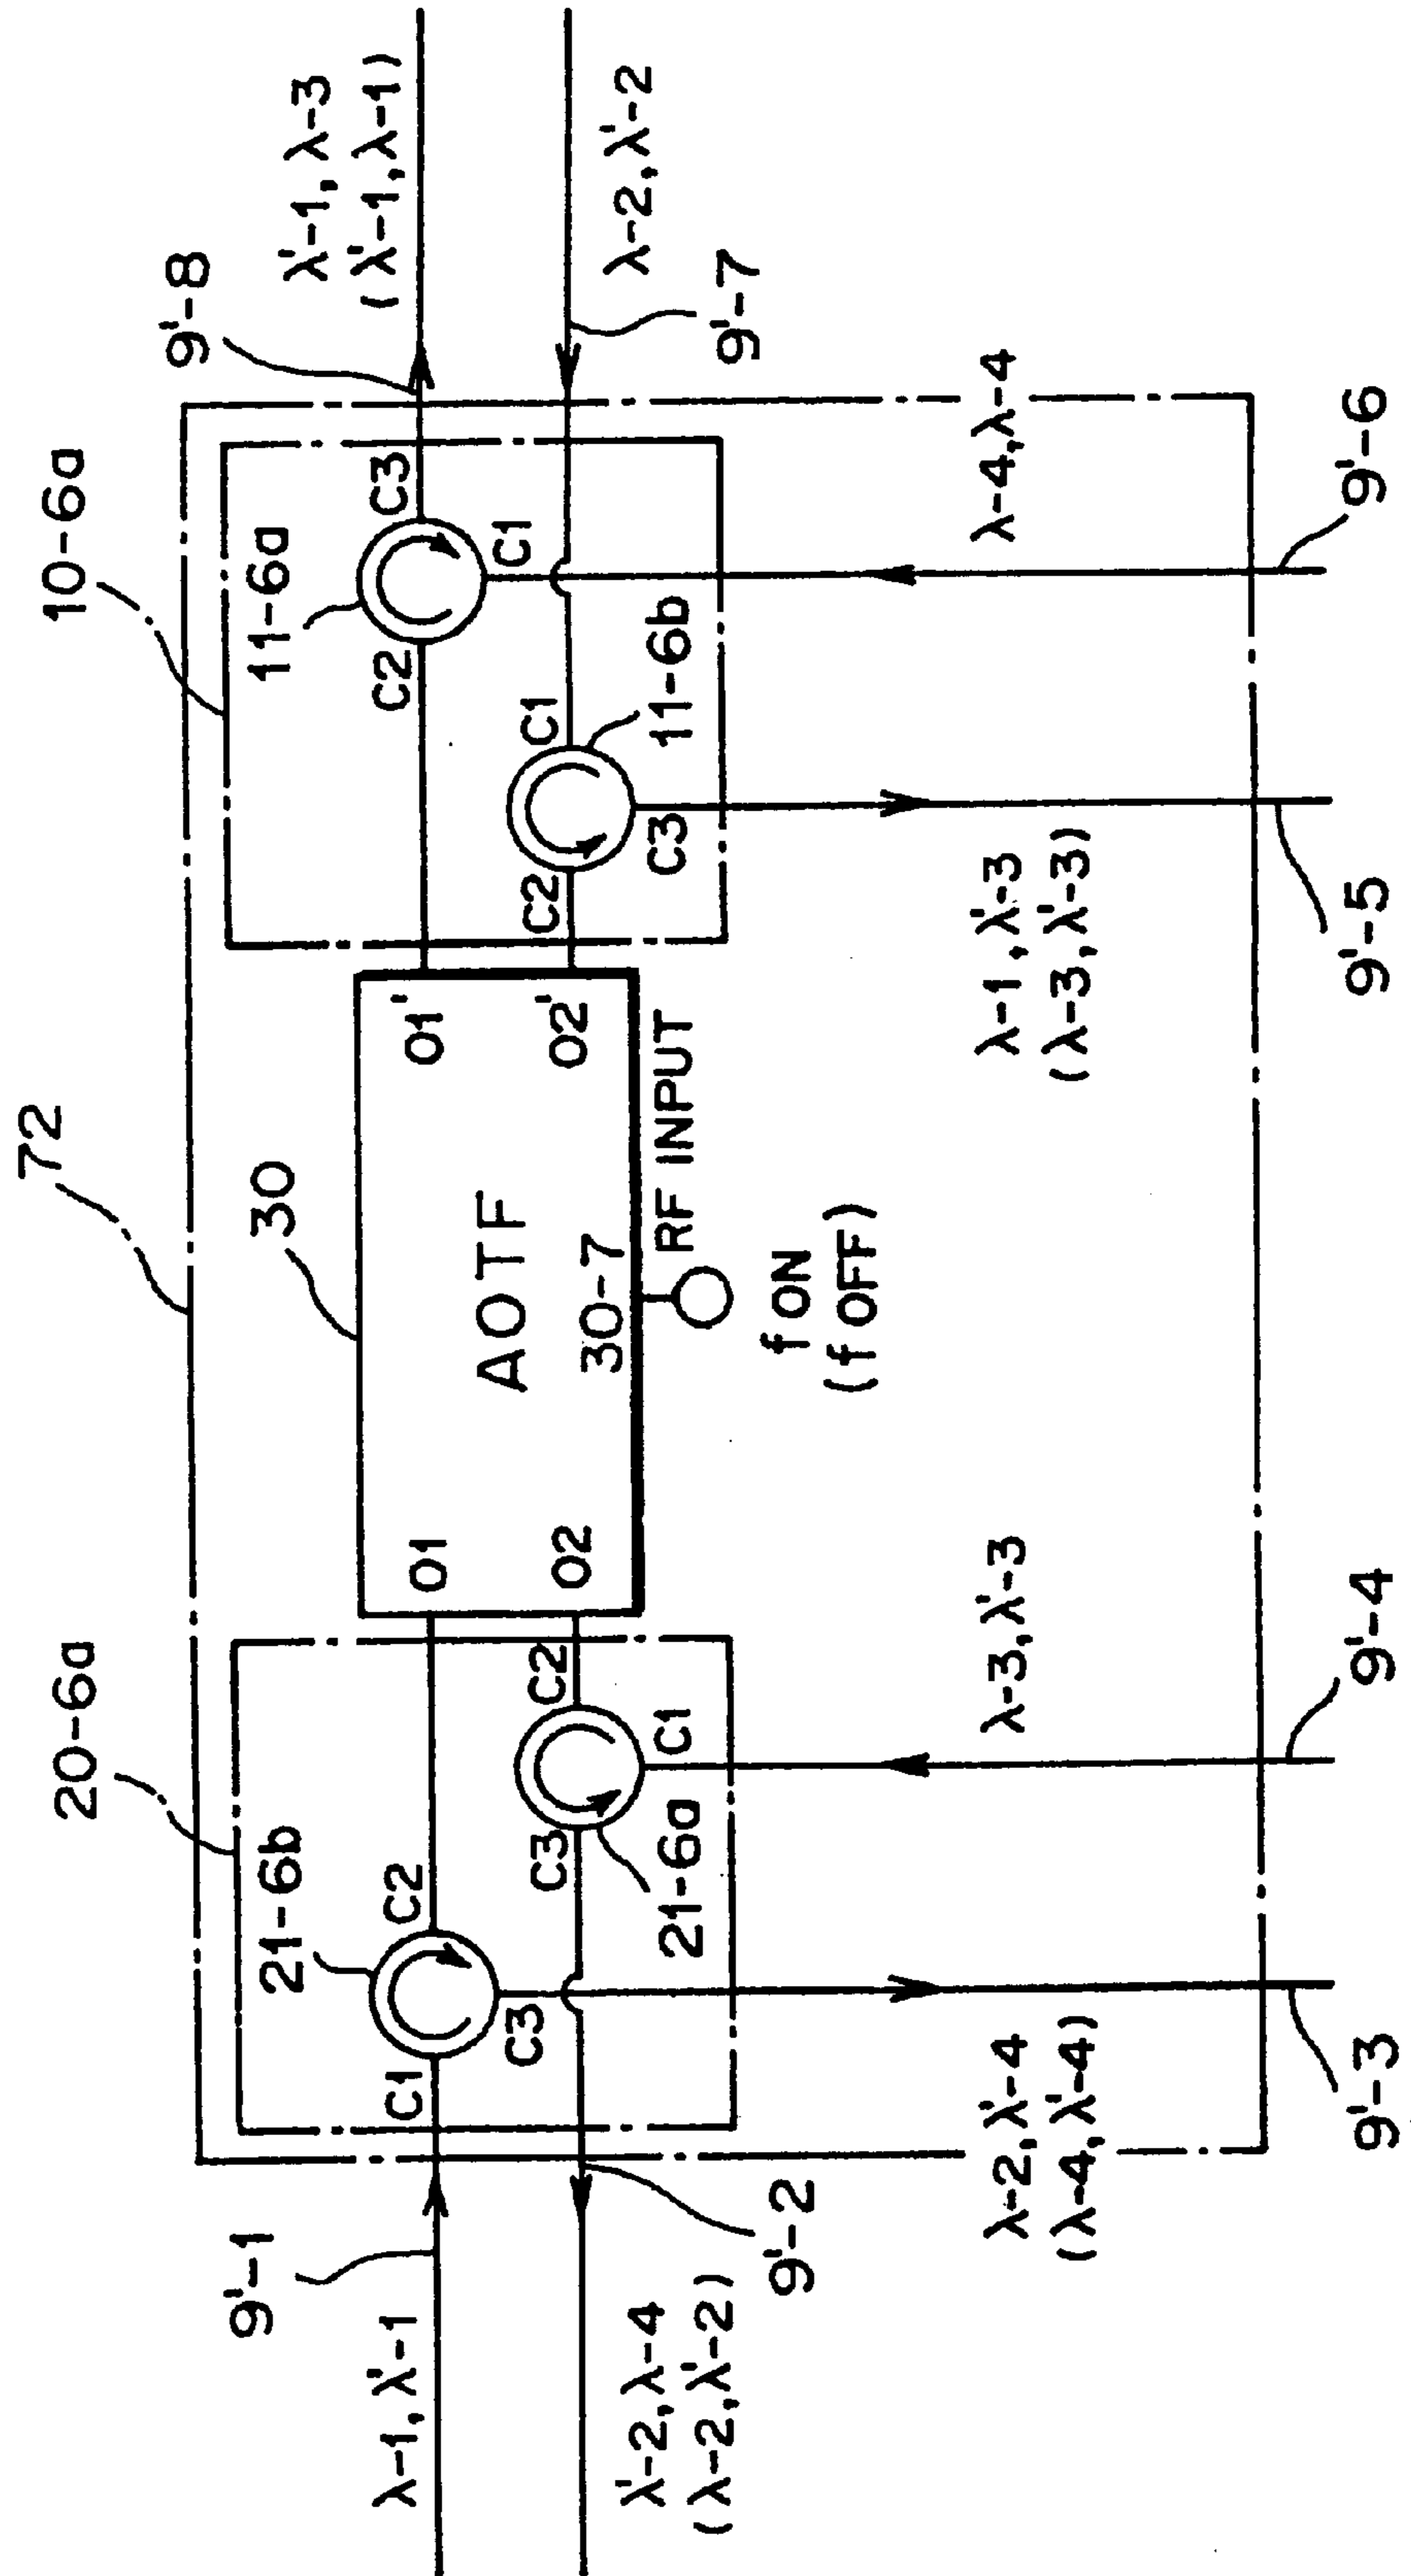 72
10-6a
20-6a
30
11-6a
21-6b
9'-8
λ'-1, λ-3
(λ'-1, λ-1)
9'-1
λ-1, λ'-1
C1
C2
O1
O1'
C2
C3
AOTF
C3
C1
C3
C2
O2
O2'
C2
C1
λ-2, λ'-2
9'-7
21-6a
C1
30-7
RF INPUT
C3
11-6b
λ'-2, λ-4
(λ-2, λ'-2)
9'-2
f ON
(f OFF)
λ-2, λ'-4
(λ-4, λ'-4)
λ-3, λ'-3
λ-1, λ'-3
(λ-3, λ'-3)
λ-4, λ-4
9'-3
9'-4
9'-5
9'-6